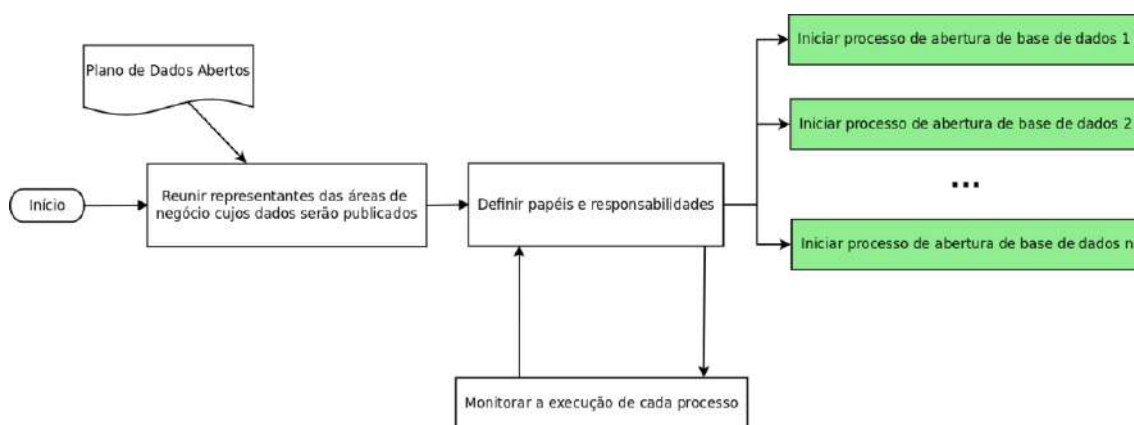 Plano de Dados Abertos
Início
Reunir representantes das áreas de
negócio cujos dados serão publicados
Definir papéis e responsabilidades
Iniciar processo de abertura de base de dados 1
Iniciar processo de abertura de base de dados 2
...
Iniciar processo de abertura de base de dados n
Monitorar a execução de cada processo